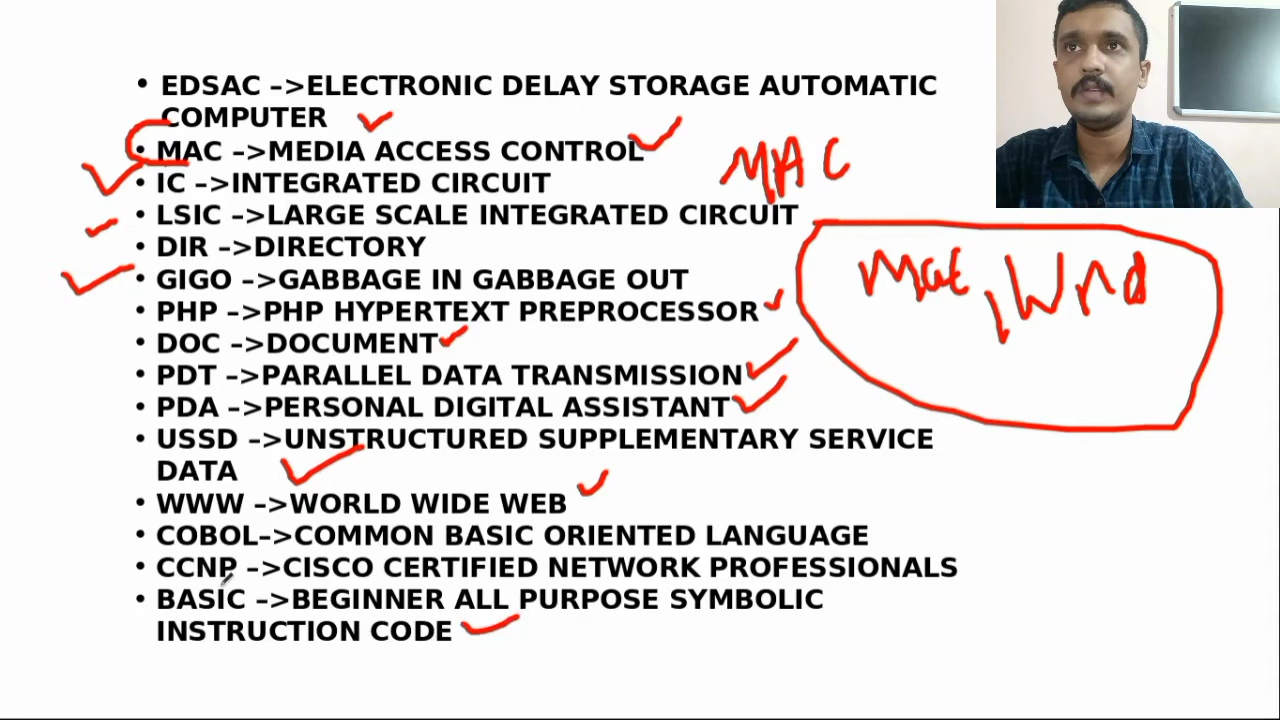 • EDSAC –>ELECTRONIC DELAY STORAGE AUTOMATIC
COMPUTER
• MAC –>MEDIA ACCESS CONTROL
MAC
• IC –>INTEGRATED CIRCUIT
• LSIC –>LARGE SCALE INTEGRATED CIRCUIT
• DIR –>DIRECTORY
• GIGO –>GABBAGE IN GABBAGE OUT
• PHP –>PHP HYPERTEXT PREPROCESSOR
• DOC –>DOCUMENT
• PDT –>PARALLEL DATA TRANSMISSION
• PDA –>PERSONAL DIGITAL ASSISTANT
• USSD –>UNSTRUCTURED SUPPLEMENTARY SERVICE
DATA
• WWW –>WORLD WIDE WEB
• COBOL–>COMMON BASIC ORIENTED LANGUAGE
• CCNP –>CISCO CERTIFIED NETWORK PROFESSIONALS
• BASIC –>BEGINNER ALL PURPOSE SYMBOLIC
INSTRUCTION CODE